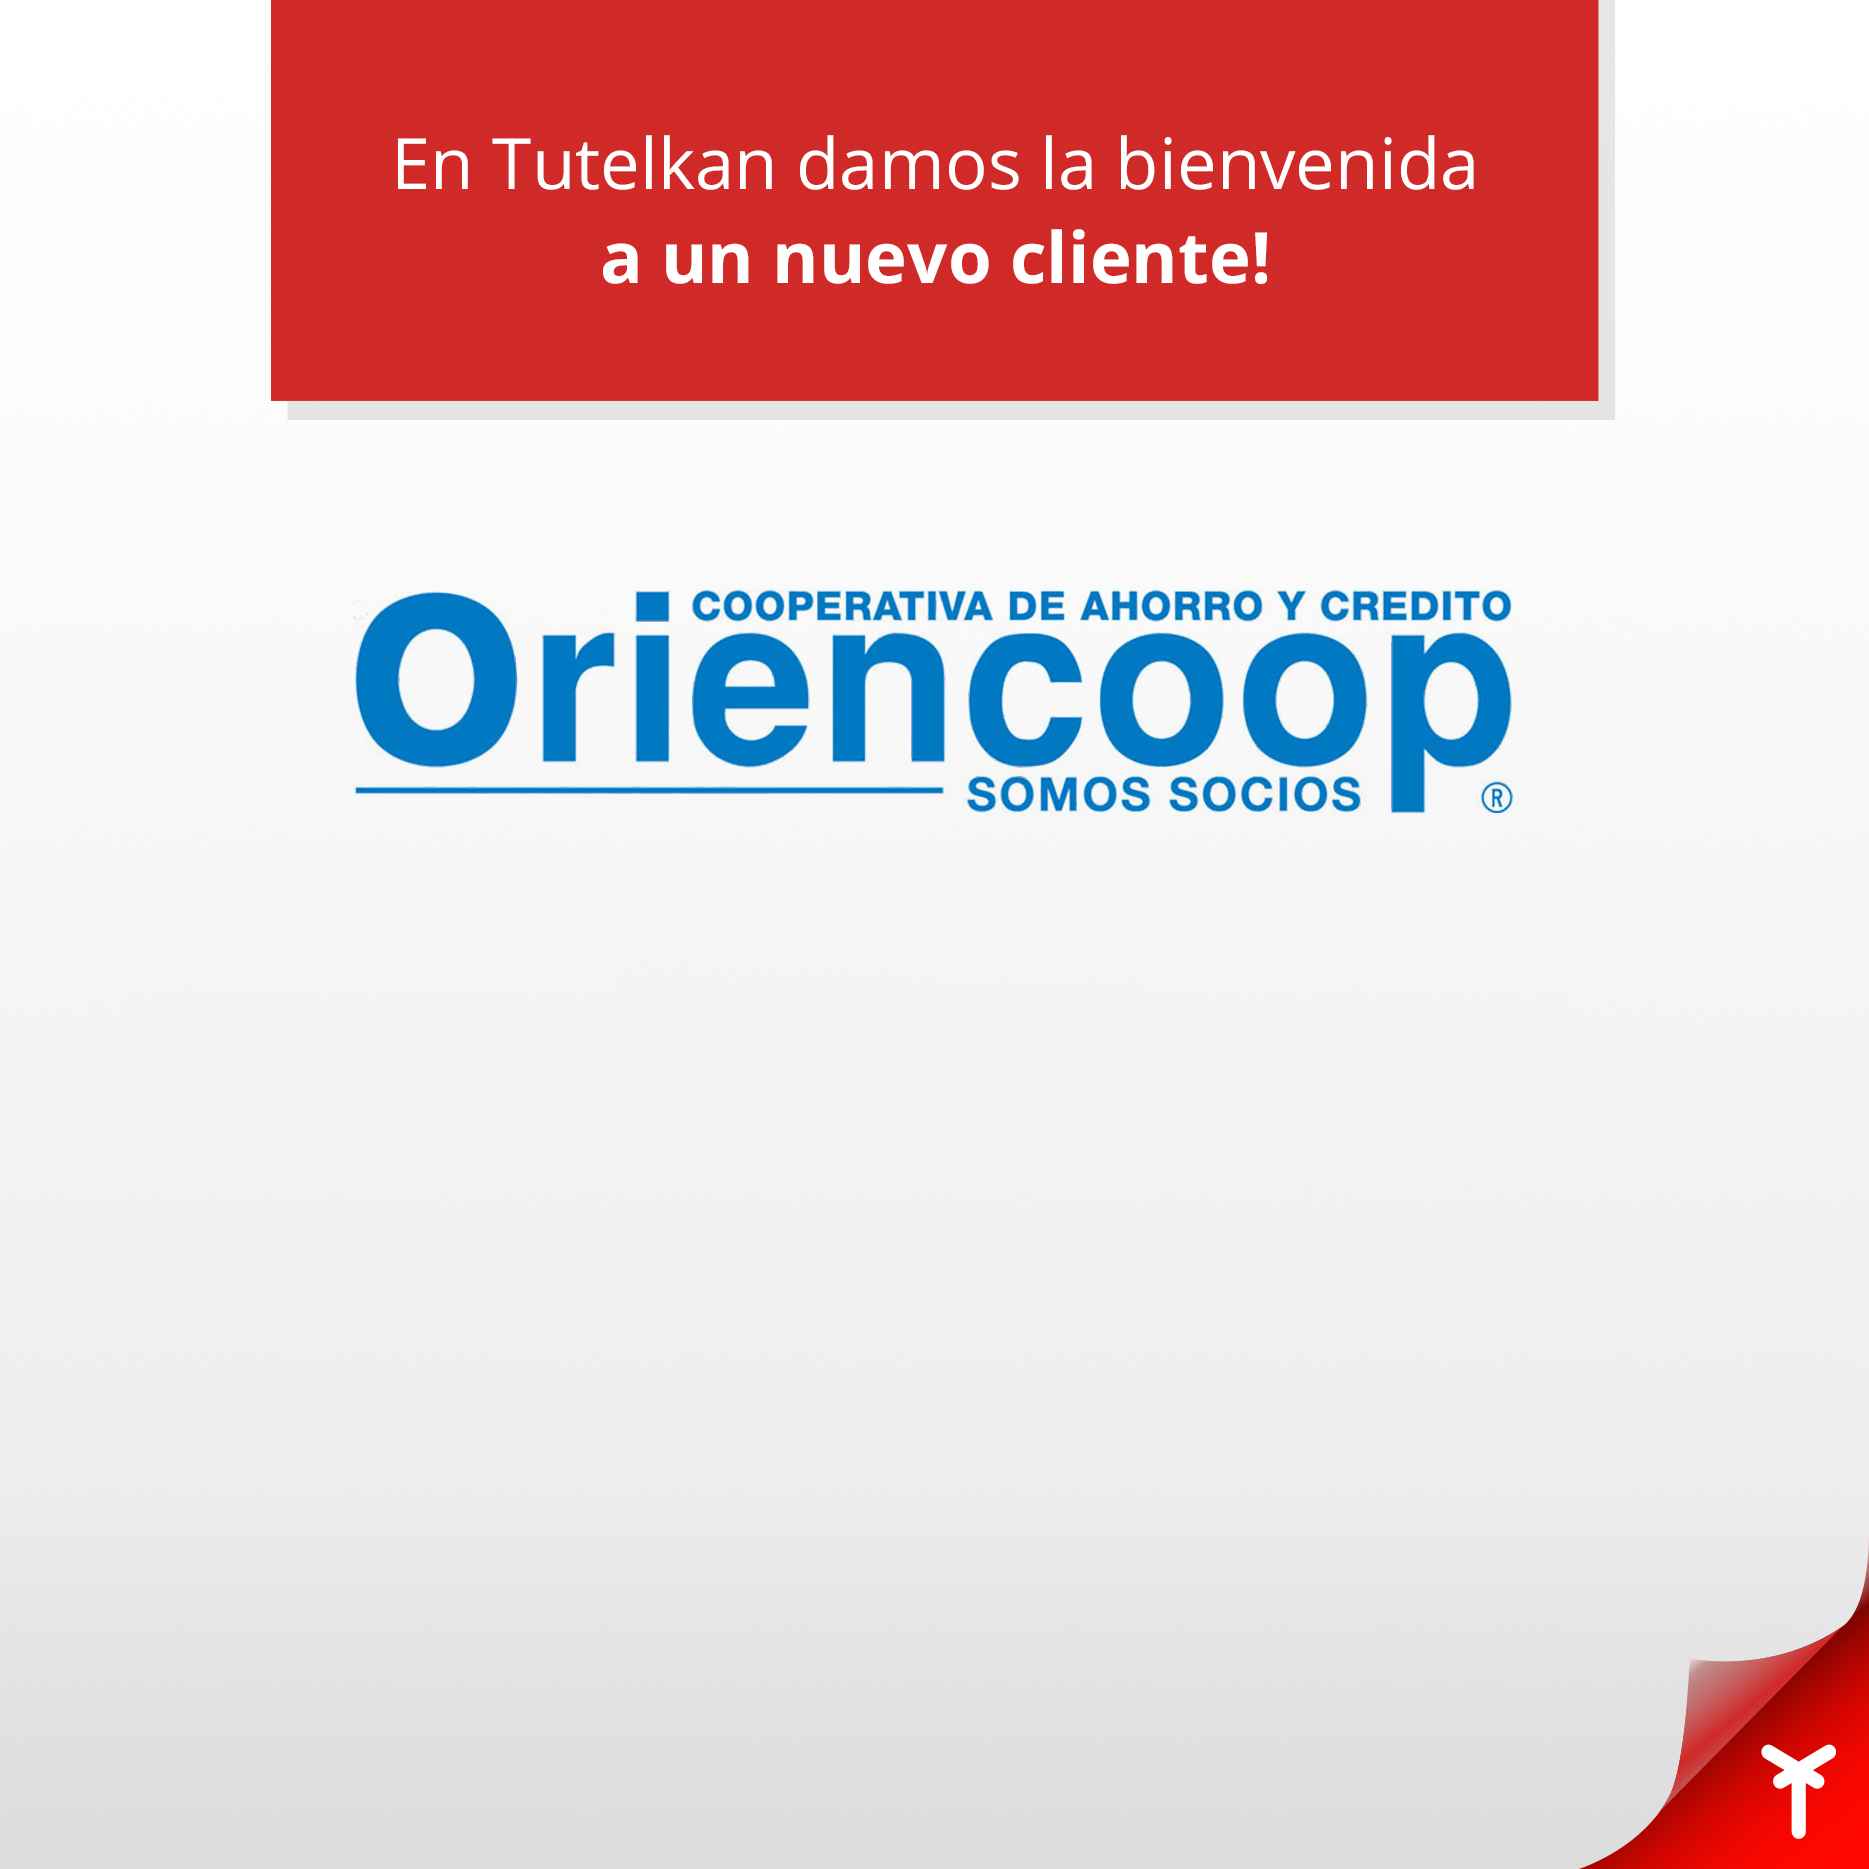 En Tutelkan damos la bienvenida
a un nuevo cliente!
COOPERATIVA DE AHORRO Y CREDITO
Oriencoop
SOMOS SOCIOS ®